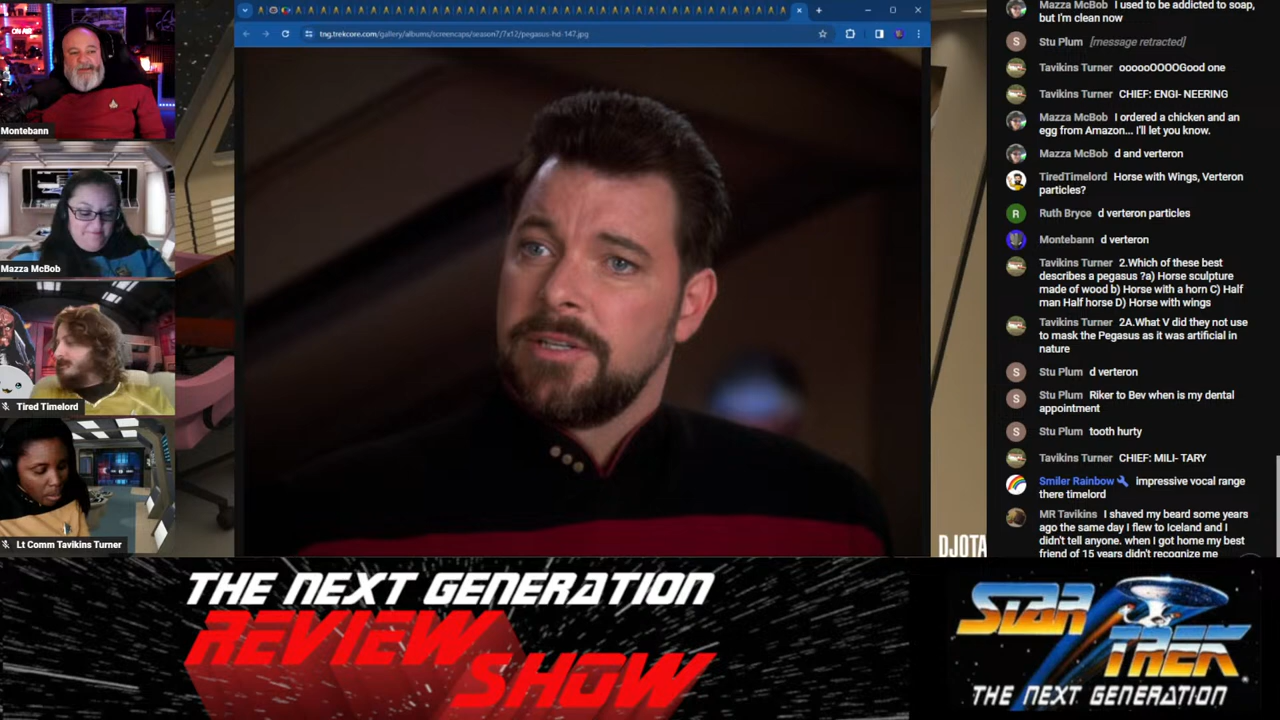 tng.trekcore.com/gallery/albums/screencaps/season7/7x12/pegasus-hd-147.jpg
ON AIR
Montebann
Mazza McBob
Tired Timelord
Lt Comm Tavikins Turner
Mazza McBob I used to be addicted to soap,
but I'm clean now
S Stu Plum [message retracted]
Tavikins Turner oooooOOOOGood one
Tavikins Turner CHIEF: ENGI- NEERING
Mazza McBob I ordered a chicken and an
egg from Amazon... I'll let you know.
Mazza McBob d and verteron
TiredTimelord Horse with Wings, Verteron
particles?
R Ruth Bryce d verteron particles
Montebann d verteron
Tavikins Turner 2.Which of these best
describes a pegasus ?a) Horse sculpture
made of wood b) Horse with a horn C) Half
man Half horse D) Horse with wings
Tavikins Turner 2A.What V did they not use
to mask the Pegasus as it was artificial in
nature
S Stu Plum d verteron
S Stu Plum Riker to Bev when is my dental
appointment
S Stu Plum tooth hurty
Tavikins Turner CHIEF: MILI- TARY
Smiler Rainbow impressive vocal range
there timelord
MR Tavikins I shaved my beard some years
ago the same day I flew to Iceland and I
didn't tell anyone. when I got home my best
friend of 15 years didn't recognize me
DJOTA
THE NEXT GENERATION
REVIEW
SHOW
STAR
TREK
THE NEXT GENERATION